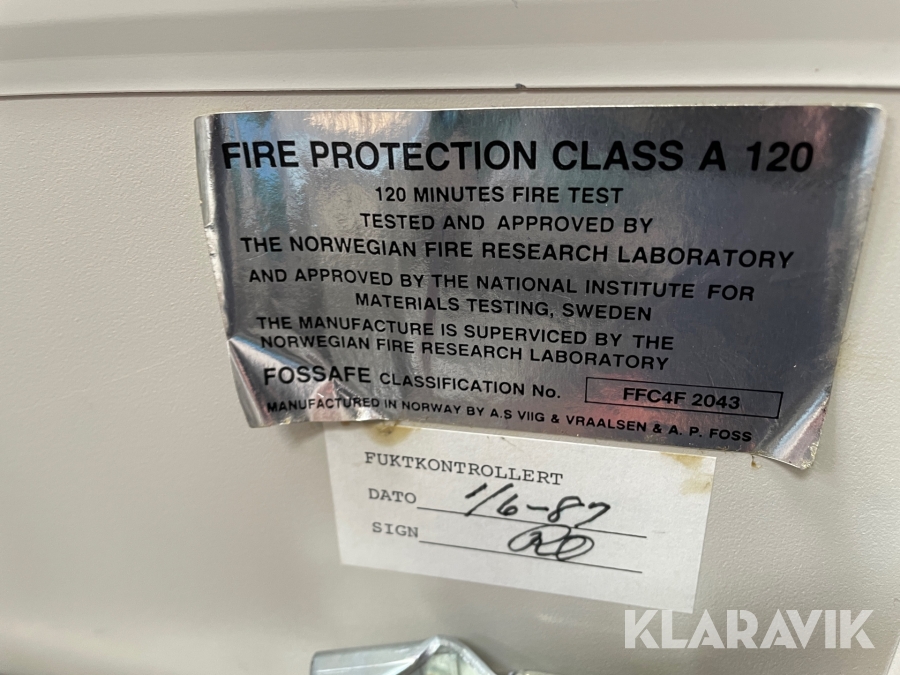 FIRE PROTECTION CLASS A 120
120 MINUTES FIRE TEST
TESTED AND APPROVED BY
THE NORWEGIAN FIRE RESEARCH LABORATORY
AND APPROVED BY THE NATIONAL INSTITUTE FOR
MATERIALS TESTING, SWEDEN
THE MANUFACTURE IS SUPERVICED BY THE
NORWEGIAN FIRE RESEARCH LABORATORY
FOSSAFE CLASSIFICATION No. FFC4F 2043
MANUFACTURED IN NORWAY BY A.S VIIG & VRAALSEN & A. P. FOSS
FUKTKONTROLLERT
DATO 1/6-87
SIGN
KLARAVIK